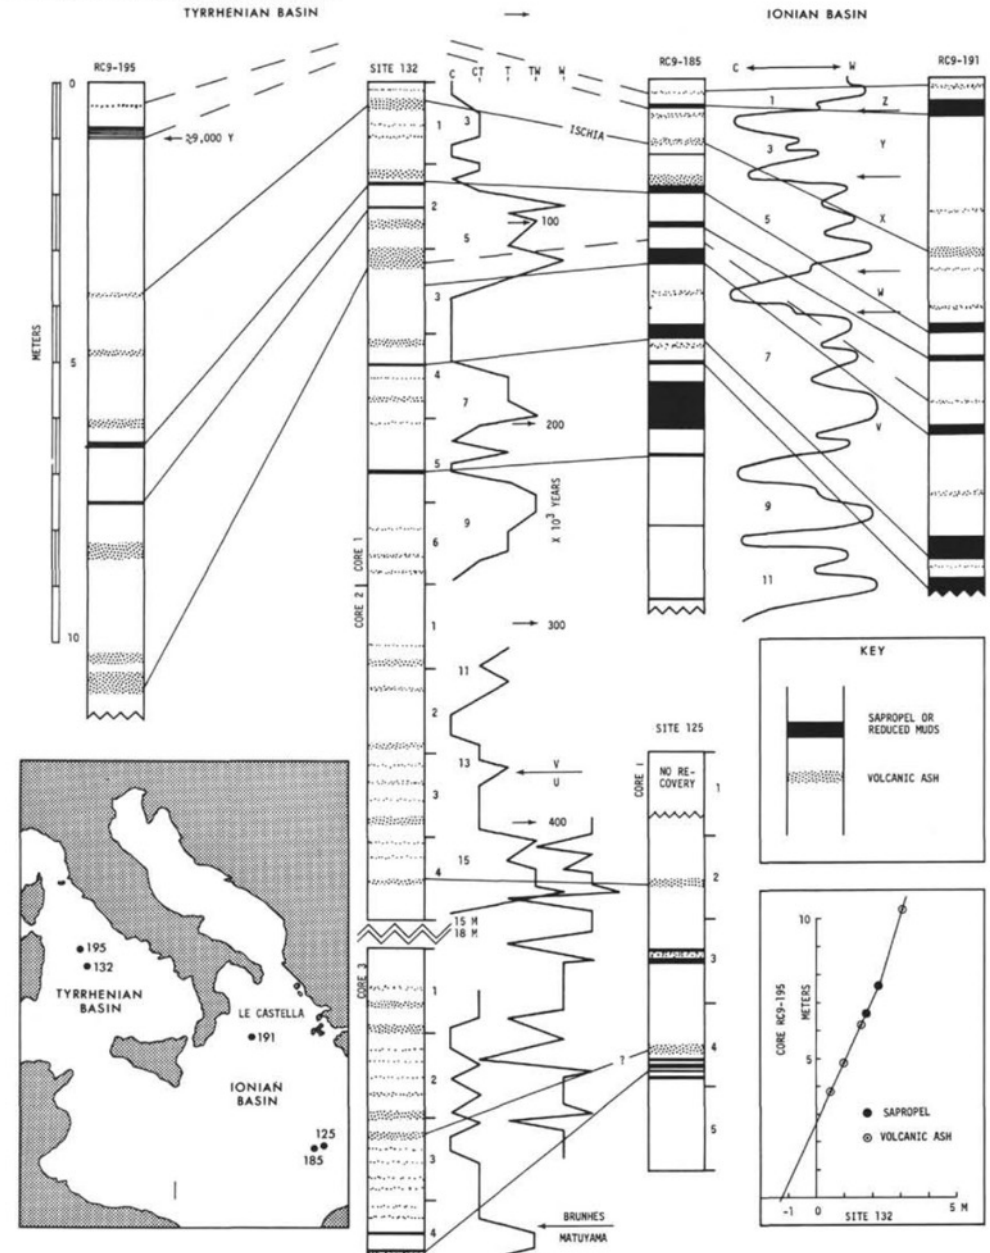 TYRRHENIAN BASIN → IONIAN BASIN
RC9-195
SITE 132
RC9-185
RC9-191
C CT T TW W
C W
0
5
10
METERS
29,000 Y
ISCHIA
1
2
3
4
5
6
CORE 1
CORE 2
1
2
3
4
CORE 3
1
2
3
4
3
5
7
9
11
13
15
100
200
300
400
X 10³ YEARS
V
U
15 M
18 M
?
BRUNHES
MATUYAMA
1
3
5
7
9
11
Z
Y
X
W
V
SITE 125
CORE 1
NO RE-
COVERY
1
2
3
4
5
KEY
SAPROPEL OR
REDUCED MUDS
VOLCANIC ASH
195
132
TYRRHENIAN
BASIN
LE CASTELLA
191
IONIAN
BASIN
125
185
10
5
METERS
CORE RC9-195
SAPROPEL
VOLCANIC ASH
-1 0 5 M
SITE 132